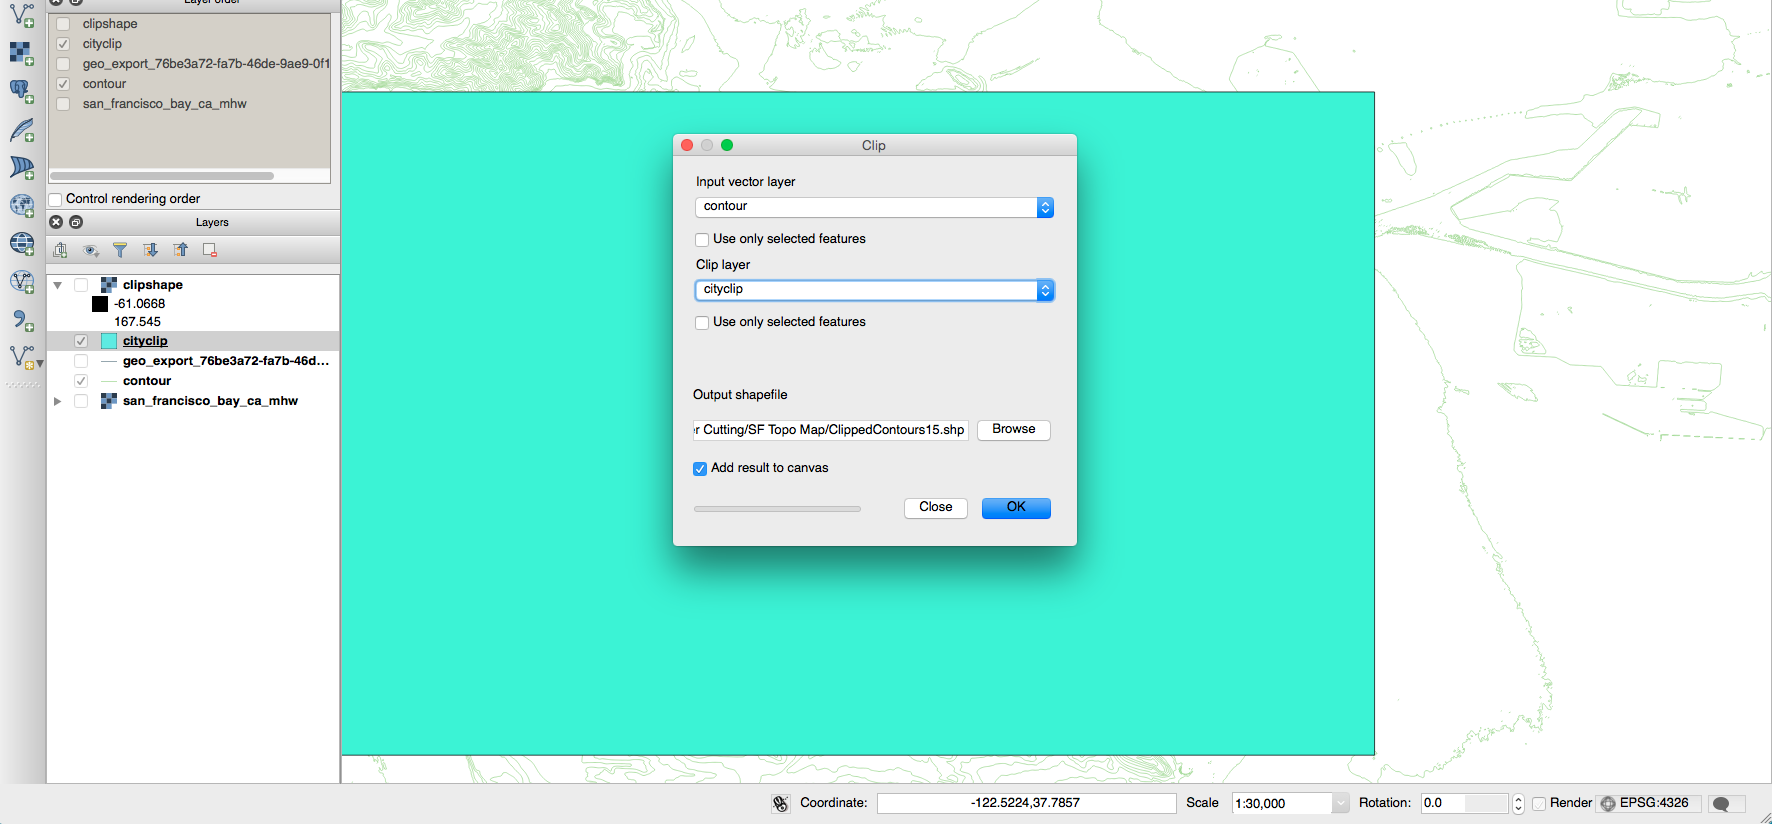 Layer order
clipshape
cityclip
geo_export_76be3a72-fa7b-46de-9ae9-0f1
contour
san_francisco_bay_ca_mhw
Control rendering order
Layers
clipshape
-61.0668
167.545
cityclip
geo_export_76be3a72-fa7b-46d...
contour
san_francisco_bay_ca_mhw
Clip
Input vector layer
contour
Use only selected features
Clip layer
cityclip
Use only selected features
Output shapefile
r Cutting/SF Topo Map/ClippedContours15.shp
Browse
Add result to canvas
Close
OK
Coordinate: -122.5224,37.7857 Scale 1:30,000 Rotation: 0.0 Render EPSG:4326